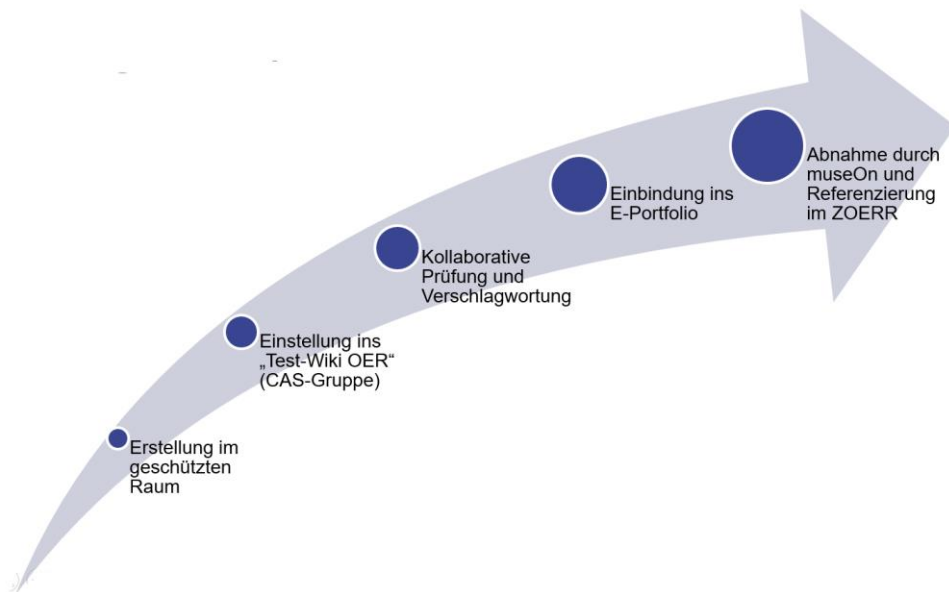 Erstellung im
geschützten
Raum
Einstellung ins
„Test-Wiki OER“
(CAS-Gruppe)
Kollaborative
Prüfung und
Verschlagwortung
Einbindung ins
E-Portfolio
Abnahme durch
museOn und
Referenzierung
im ZOERR